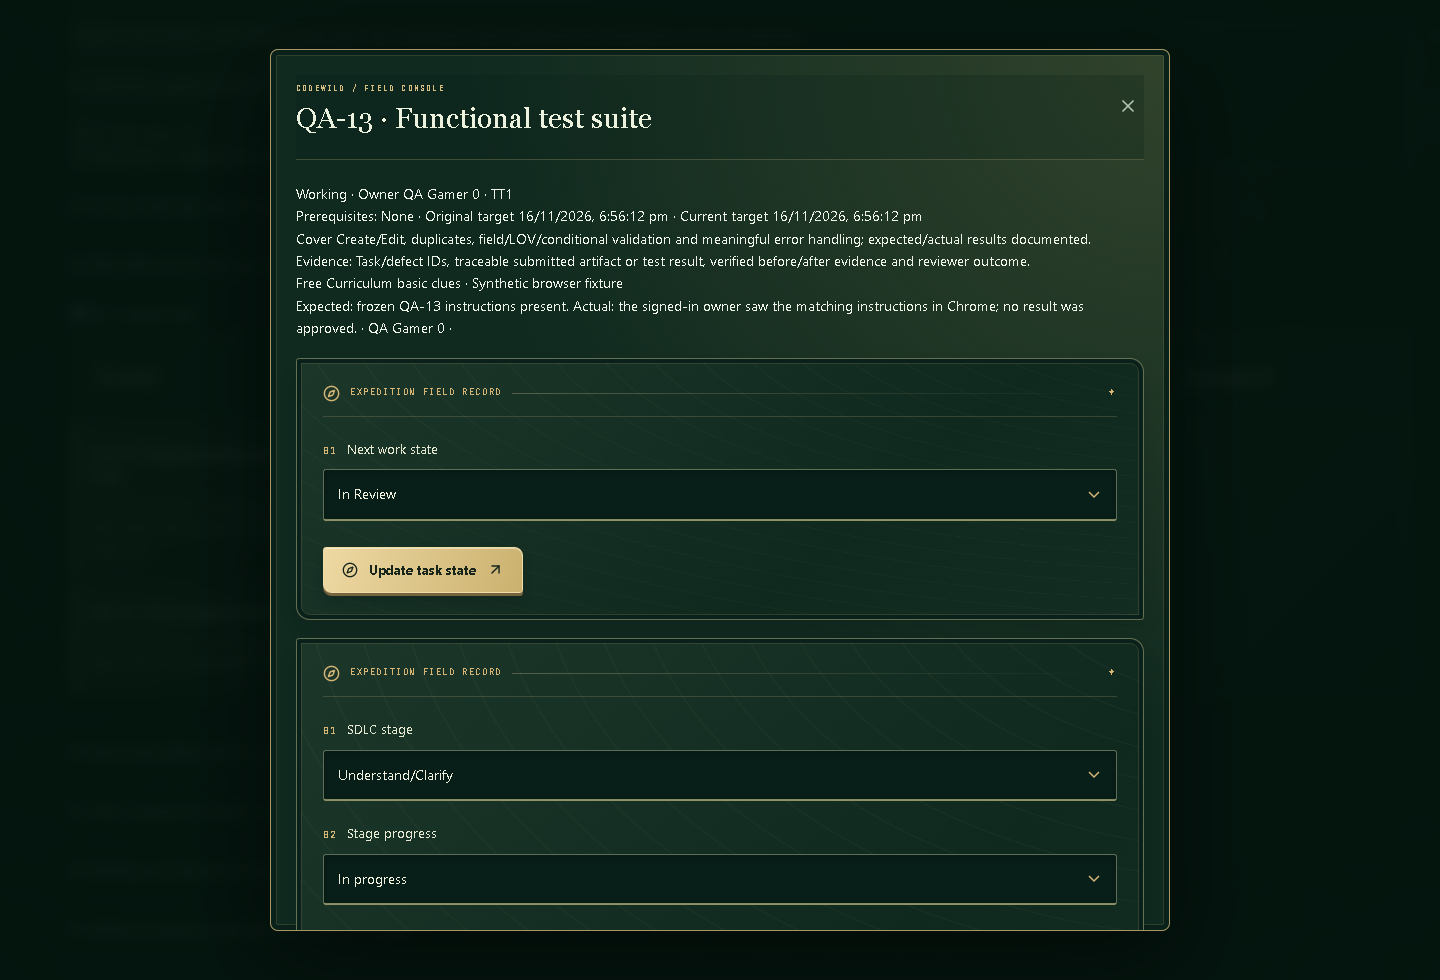 CODEWILD / FIELD CONSOLE
QA-13 · Functional test suite
Working · Owner QA Gamer 0 · TT1
Prerequisites: None · Original target 16/11/2026, 6:56:12 pm · Current target 16/11/2026, 6:56:12 pm
Cover Create/Edit, duplicates, field/LOV/conditional validation and meaningful error handling; expected/actual results documented.
Evidence: Task/defect IDs, traceable submitted artifact or test result, verified before/after evidence and reviewer outcome.
Free Curriculum basic clues · Synthetic browser fixture
Expected: frozen QA-13 instructions present. Actual: the signed-in owner saw the matching instructions in Chrome; no result was
approved. · QA Gamer 0 ·
EXPEDITION FIELD RECORD
01 Next work state
In Review
Update task state
EXPEDITION FIELD RECORD
01 SDLC stage
Understand/Clarify
02 Stage progress
In progress